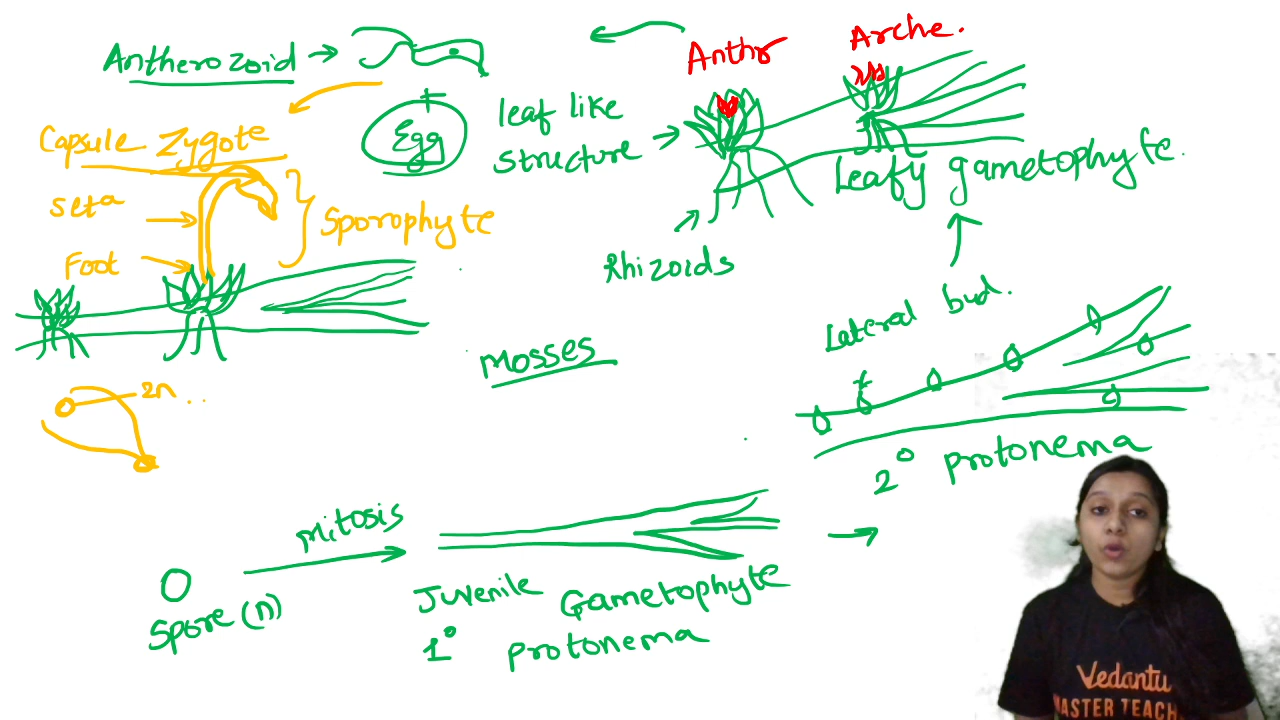 Antherozoid →
+
Egg
Anthr
Arche.
leaf like
structure →
Leafy gametophyte.
Rhizoids
Capsule Zygote
Seta
Foot
Sporophyte
Mosses
Lateral bud.
2n ..
2° protonema
Mitosis
Spore (n)
Juvenile Gametophyte
1° protonema
Vedantu
MASTER TEACH